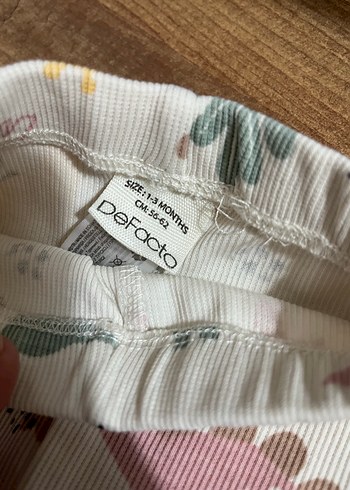 SIZE: 1-3 MONTHS
CM: 56-62
DeFacto